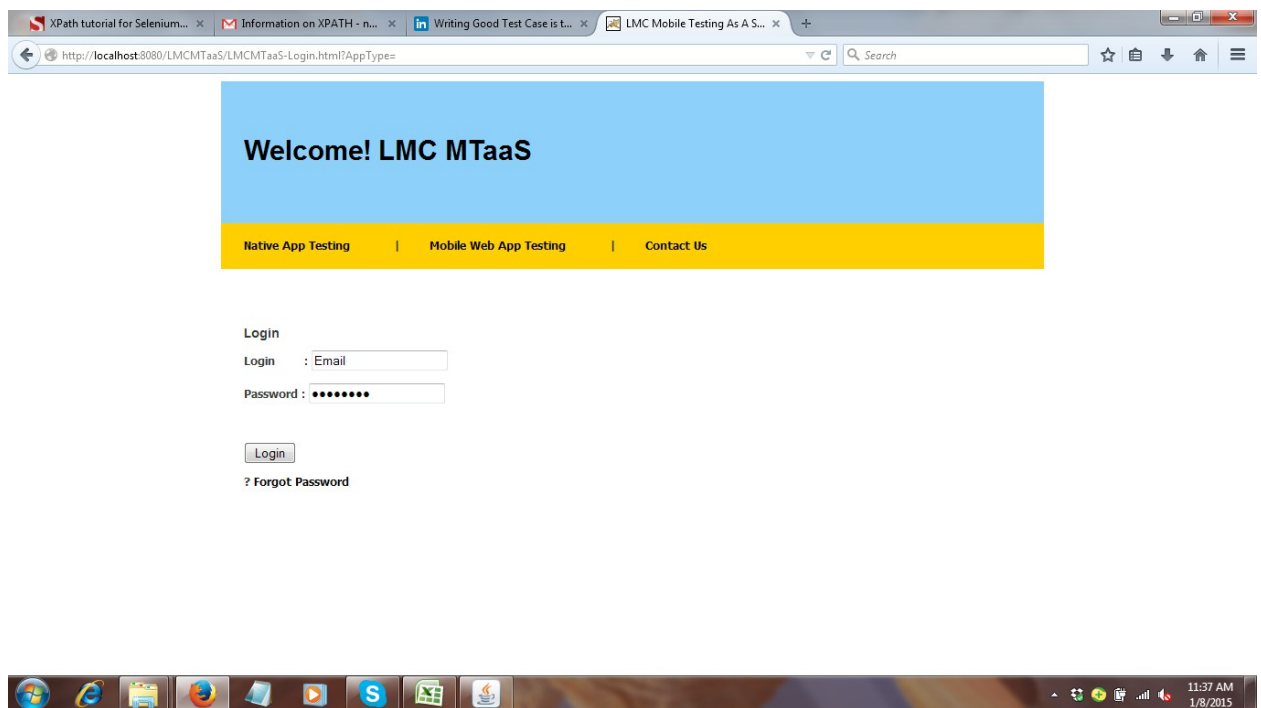 XPath tutorial for Selenium...
Information on XPATH - n...
Writing Good Test Case is t...
LMC Mobile Testing As A S...
http://localhost:8080/LMCMTaaS/LMCMTaaS-Login.html?AppType=
Search
Welcome! LMC MTaaS
Native App Testing | Mobile Web App Testing | Contact Us
Login
Login : Email
Password : ••••••••
Login
? Forgot Password
11:37 AM
1/8/2015